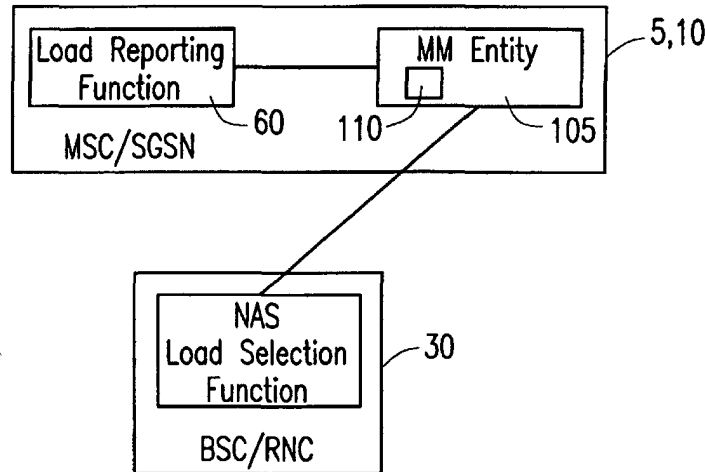 Load Reporting
Function
60
MM Entity
110
105
5,10
MSC/SGSN
NAS
Load Selection
Function
30
BSC/RNC